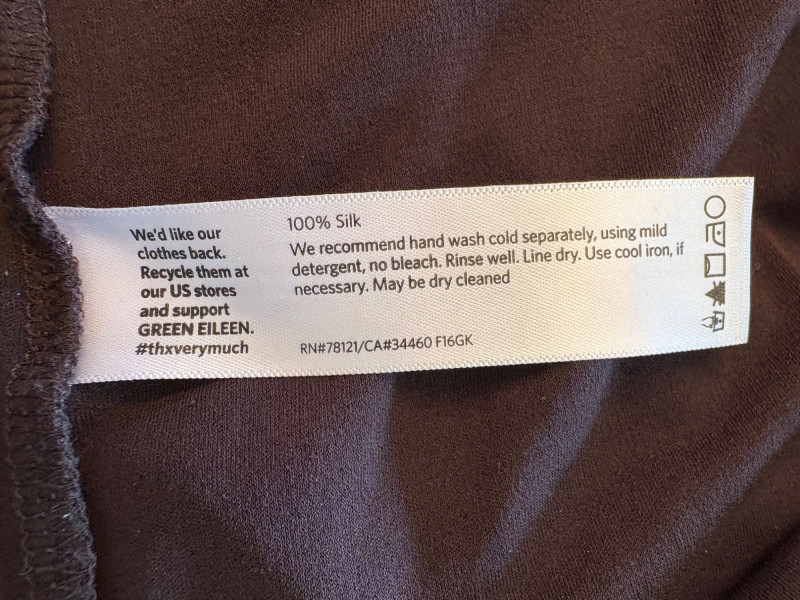 We'd like our
clothes back.
Recycle them at
our US stores
and support
GREEN EILEEN.
#thxverymuch
100% Silk
We recommend hand wash cold separately, using mild
detergent, no bleach. Rinse well. Line dry. Use cool iron, if
necessary. May be dry cleaned
RN#78121/CA#34460 F16GK